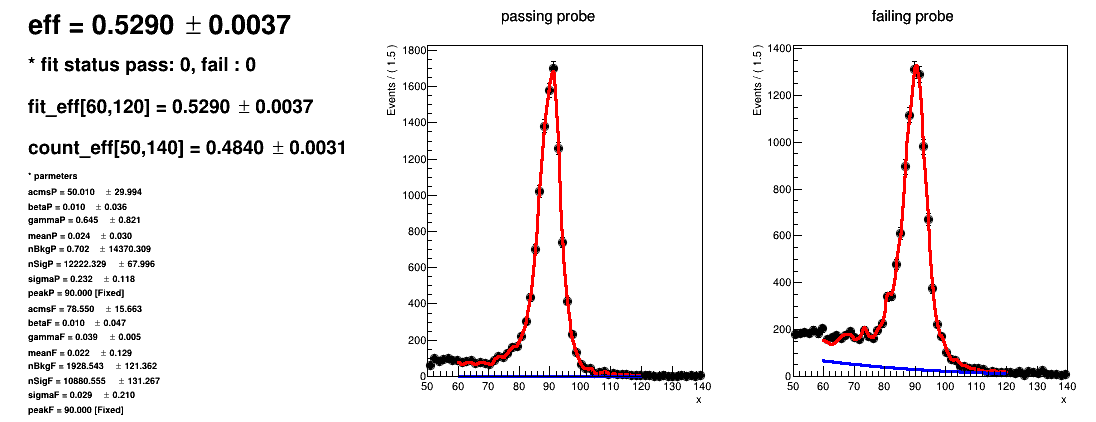 eff = 0.5290 ± 0.0037
* fit status pass: 0, fail : 0
fit_eff[60,120] = 0.5290 ± 0.0037
count_eff[50,140] = 0.4840 ± 0.0031
* parmeters
acmsP = 50.010 ± 29.994
betaP = 0.010 ± 0.036
gammaP = 0.645 ± 0.821
meanP = 0.024 ± 0.030
nBkgP = 0.702 ± 14370.309
nSigP = 12222.329 ± 67.996
sigmaP = 0.232 ± 0.118
peakP = 90.000 [Fixed]
acmsF = 78.550 ± 15.663
betaF = 0.010 ± 0.047
gammaF = 0.039 ± 0.005
meanF = 0.022 ± 0.129
nBkgF = 1928.543 ± 121.362
nSigF = 10880.555 ± 131.267
sigmaF = 0.029 ± 0.210
peakF = 90.000 [Fixed]
passing probe
Events / ( 1.5 )
1800
1600
1400
1200
1000
800
600
400
200
0
50 60 70 80 90 100 110 120 130 140
x
failing probe
Events / ( 1.5 )
1400
1200
1000
800
600
400
200
0
50 60 70 80 90 100 110 120 130 140
x